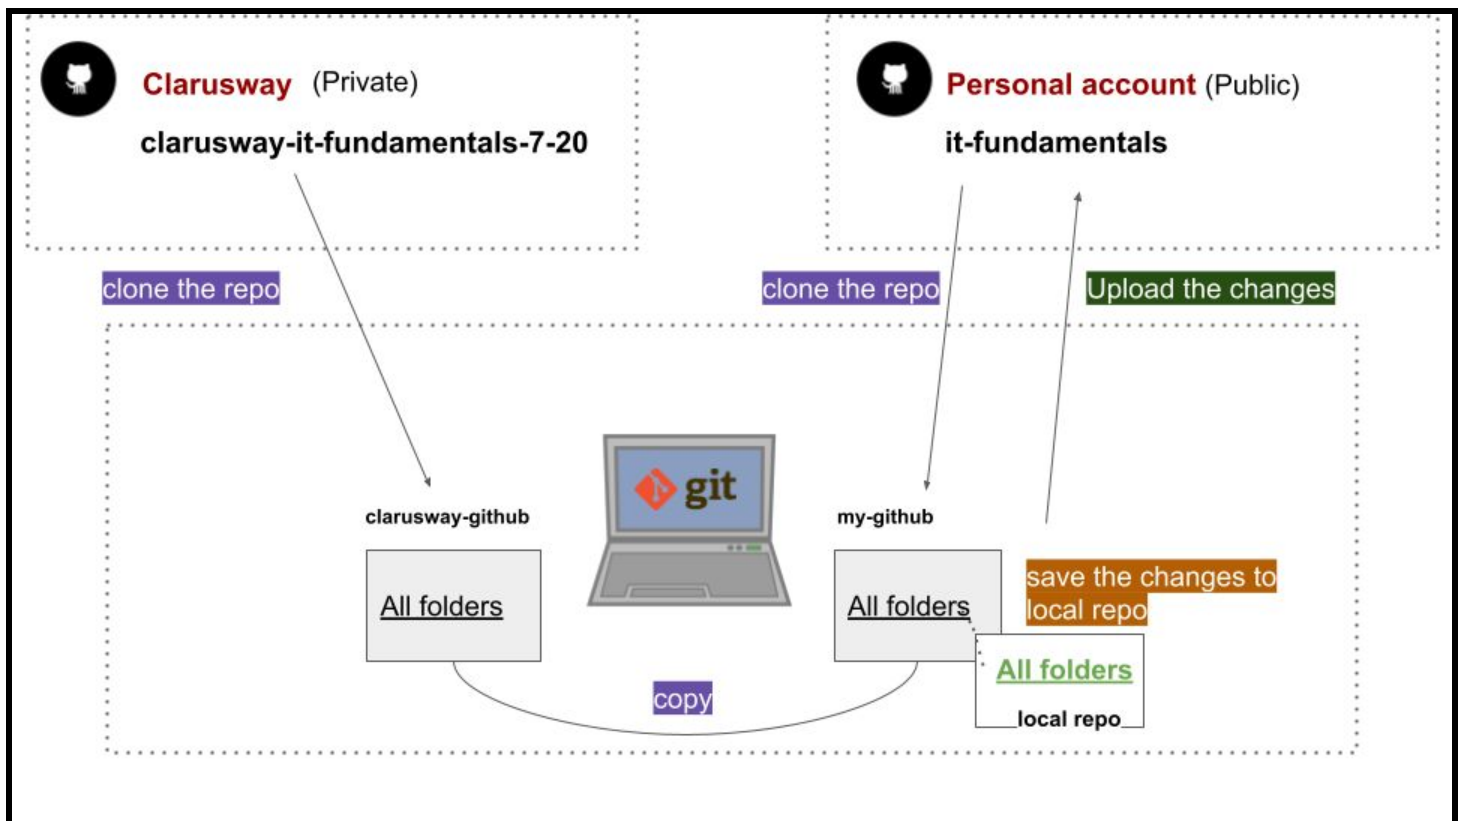 Clarusway (Private)
clarusway-it-fundamentals-7-20
Personal account (Public)
it-fundamentals
clone the repo
clone the repo
Upload the changes
git
clarusway-github
All folders
my-github
All folders
save the changes to
local repo
All folders
local repo
copy